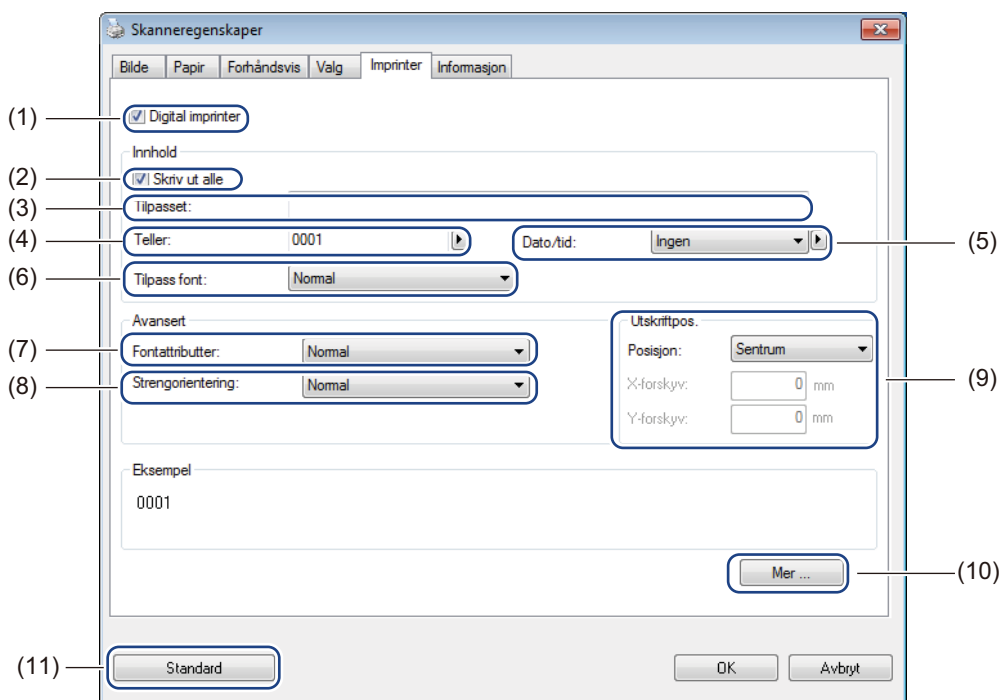 Skanneregenskaper
Bilde Papir Forhåndsvis Valg Imprinter Informasjon
(1) Digital imprinter
Innhold
(2) Skriv ut alle
(3) Tilpasset:
(4) Teller: 0001 Dato/tid: Ingen (5)
(6) Tilpass font: Normal
Avansert Utskriftpos.
(7) Fontattributter: Normal Posisjon: Sentrum
(8) Strengorientering: Normal X-forskyv: 0 mm (9)
Y-forskyv: 0 mm
Eksempel
0001
Mer ... (10)
(11) Standard OK Avbryt